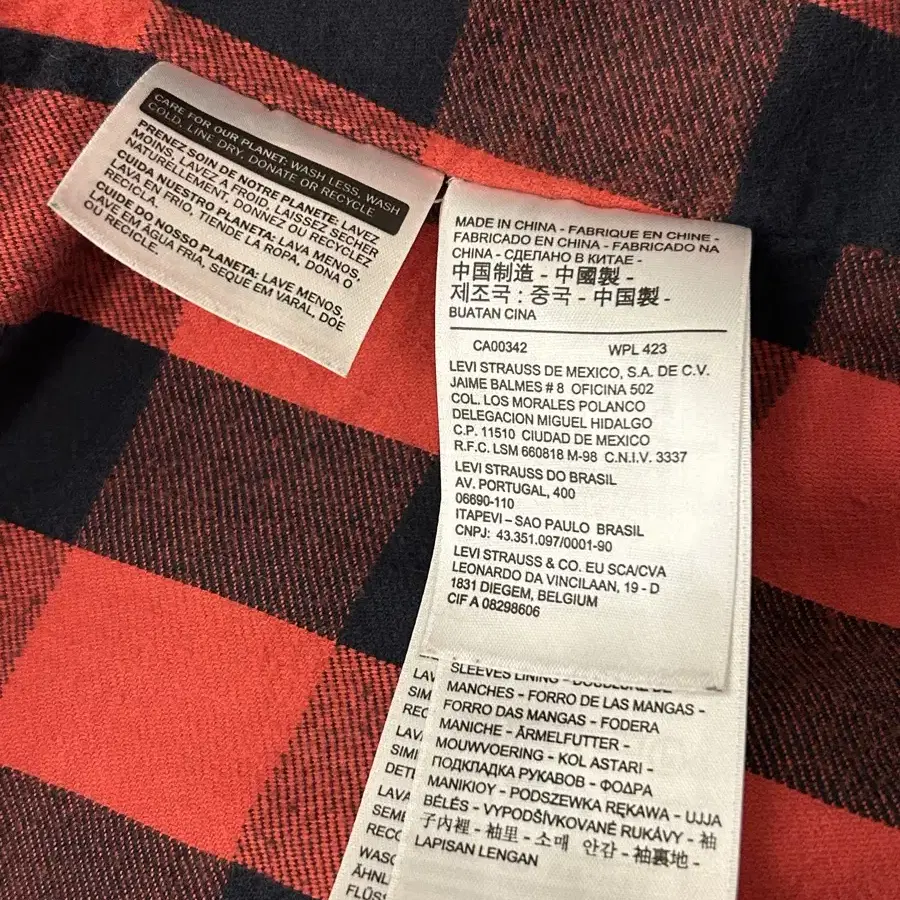 CARE FOR OUR PLANET: WASH LESS, WASH
COLD, LINE DRY, DONATE OR RECYCLE
PRENEZ SOIN DE NOTRE PLANETE: LAVEZ
MOINS, LAVEZ A FROID, LAISSEZ SÉCHER
NATURELLEMENT, DONNEZ OU RECYCLEZ
CUIDA NUESTRO PLANETA: LAVA MENOS,
LAVA EN FRIO, TIENDE LA ROPA, DONA O
RECICLA.
CUIDE DO NOSSO PLANETA: LAVE MENOS,
LAVE EM ÁGUA FRIA, SEQUE EM VARAL, DOE
OU RECICLE.
MADE IN CHINA - FABRIQUE EN CHINE -
FABRICADO EN CHINA - FABRICADO NA
CHINA - СДЕЛАНО В КИТАЕ -
中国制造 - 中國製 -
제조국 : 중국 - 中国製 -
BUATAN CINA
CA00342 WPL 423
LEVI STRAUSS DE MEXICO, S.A. DE C.V.
JAIME BALMES # 8 OFICINA 502
COL. LOS MORALES POLANCO
DELEGACION MIGUEL HIDALGO
C.P. 11510 CIUDAD DE MEXICO
R.F.C. LSM 660818 M-98 C.N.I.V. 3337
LEVI STRAUSS DO BRASIL
AV. PORTUGAL, 400
06690-110
ITAPEVI – SAO PAULO BRASIL
CNPJ: 43.351.097/0001-90
LEVI STRAUSS & CO. EU SCA/CVA
LEONARDO DA VINCILAAN, 19 - D
1831 DIEGEM, BELGIUM
CIF A 08298606
SLEEVES LINING - DOUBLURE DE
MANCHES - FORRO DE LAS MANGAS -
FORRO DAS MANGAS - FODERA
MANICHE - ÄRMELFUTTER -
MOUWVOERING - KOL ASTARI -
ПОДКЛАДКА РУКАВОВ - ΦΟΔΡΑ
ΜΑΝΙΚΙΟΥ - PODSZEWKA RĘKAWA - UJJA
BÉLÉS - VYPODŠÍVKOVANÉ RUKÁVY - 袖
子內裡 - 袖里 - 소매 안감 - 袖裏地 -
LAPISAN LENGAN